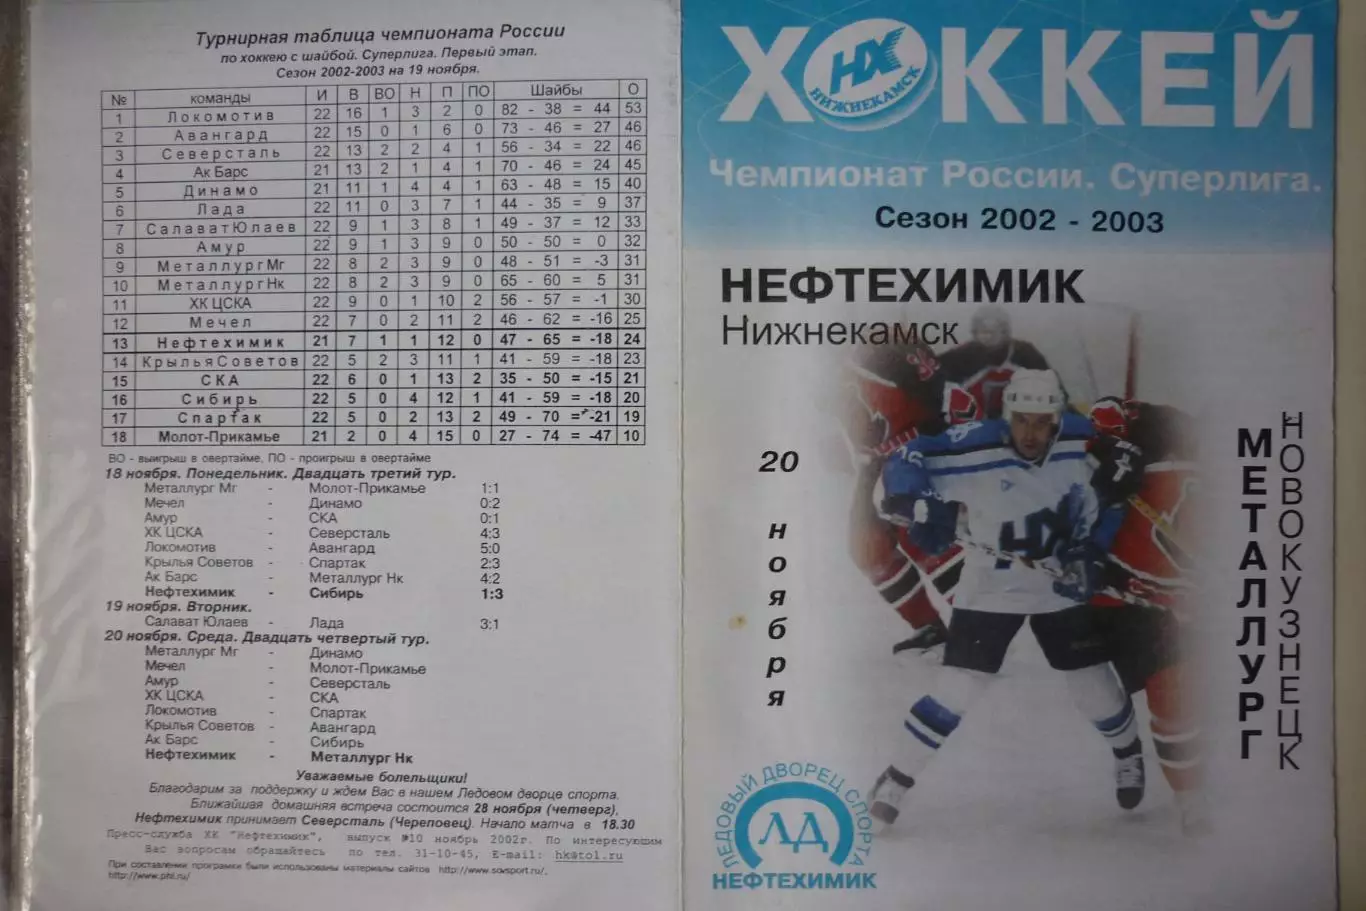 Турнирная таблица чемпионата России
по хоккею с шайбой. Суперлига. Первый этап.
Сезон 2002-2003 на 19 ноября.
№ команды И В ВО Н П ПО Шайбы О
1 Локомотив 22 16 1 3 2 0 82 - 38 = 44 53
2 Авангард 22 15 0 1 6 0 73 - 46 = 27 46
3 Северсталь 22 13 2 2 4 1 56 - 34 = 22 46
4 Ак Барс 21 13 2 1 4 1 70 - 46 = 24 45
5 Динамо 21 11 1 4 4 1 63 - 48 = 15 40
6 Лада 22 11 0 3 7 1 44 - 35 = 9 37
7 СалаватЮлаев 22 9 1 3 8 1 49 - 37 = 12 33
8 Амур 22 9 1 3 9 0 50 - 50 = 0 32
9 МеталлургМг 22 8 2 3 9 0 48 - 51 = -3 31
10 МеталлургНк 22 8 2 3 9 0 65 - 60 = 5 31
11 ХК ЦСКА 22 9 0 1 10 2 56 - 57 = -1 30
12 Мечел 22 7 0 2 11 2 46 - 62 = -16 25
13 Нефтехимик 21 7 1 1 12 0 47 - 65 = -18 24
14 КрыльяСоветов 22 5 2 3 11 1 41 - 59 = -18 23
15 СКА 22 6 0 1 13 2 35 - 50 = -15 21
16 Сибирь 22 5 0 4 12 1 41 - 59 = -18 20
17 Спартак 22 5 0 2 13 2 49 - 70 = -21 19
18 Молот-Прикамье 21 2 0 4 15 0 27 - 74 = -47 10
ВО - выигрыш в овертайме. ПО - проигрыш в овертайме
18 ноября. Понедельник. Двадцать третий тур.
Металлург Мг - Молот-Прикамье 1:1
Мечел - Динамо 0:2
Амур - СКА 0:1
ХК ЦСКА - Северсталь 4:3
Локомотив - Авангард 5:0
Крылья Советов - Спартак 2:3
Ак Барс - Металлург Нк 4:2
Нефтехимик - Сибирь 1:3
19 ноября. Вторник.
Салават Юлаев - Лада 3:1
20 ноября. Среда. Двадцать четвертый тур.
Металлург Мг - Динамо
Мечел - Молот-Прикамье
Амур - Северсталь
ХК ЦСКА - СКА
Локомотив - Спартак
Крылья Советов - Авангард
Ак Барс - Сибирь
Нефтехимик - Металлург Нк
Уважаемые болельщики!
Благодарим за поддержку и ждем Вас в нашем Ледовом дворце спорта.
Ближайшая домашняя встреча состоится 28 ноября (четверг).
Нефтехимик принимает Северсталь (Череповец). Начало матча в 18.30
Пресс-служба ХК "Нефтехимик", выпуск №10 ноябрь 2002г. По интересующим
Вас вопросам обращайтесь по тел. 31-10-45, E-mail: hk@tol.ru
При составлении програмки были использованы материалы сайтов http://www.sovsport.ru/,
http://www.phl.ru/
ХОККЕЙ
НХ
НИЖНЕКАМСК
Чемпионат России. Суперлига.
Сезон 2002 - 2003
НЕФТЕХИМИК
Нижнекамск
20 ноября
МЕТАЛЛУРГ
НОВОКУЗНЕЦК
НХ
ЛЕДОВЫЙ ДВОРЕЦ СПОРТА
ЛД
НЕФТЕХИМИК